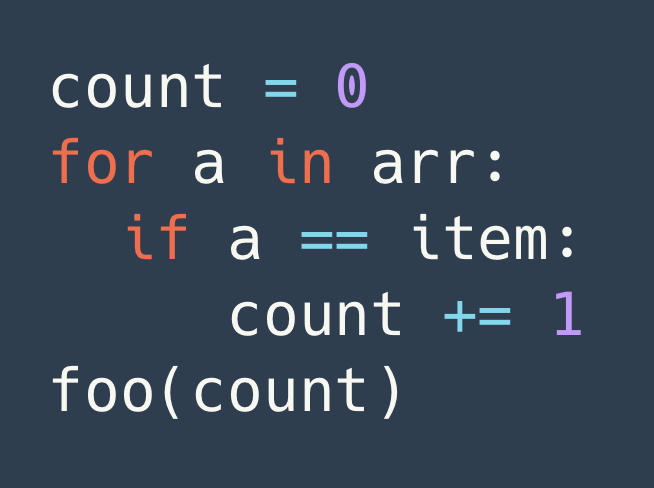 count = 0
for a in arr:
  if a == item:
     count += 1
foo(count)